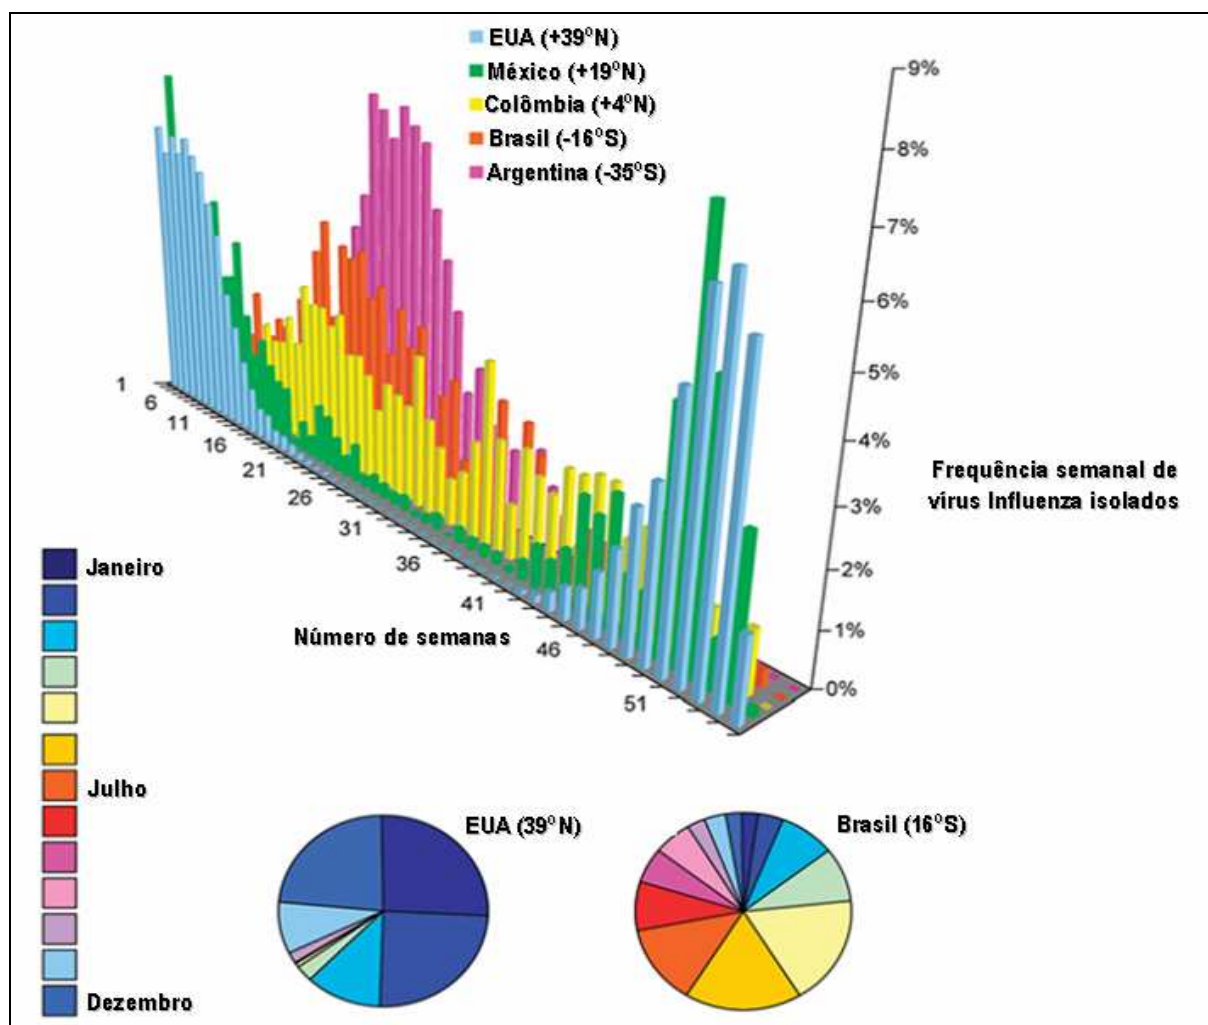 EUA (+39°N)
México (+19°N)
Colômbia (+4°N)
Brasil (-16°S)
Argentina (-35°S)
9%
8%
7%
6%
5%
4%
3%
2%
1%
0%
Frequência semanal de
vírus Influenza isolados
1
6
11
16
21
26
31
36
41
46
51
Número de semanas
Janeiro
Julho
Dezembro
EUA (39°N)
Brasil (16°S)